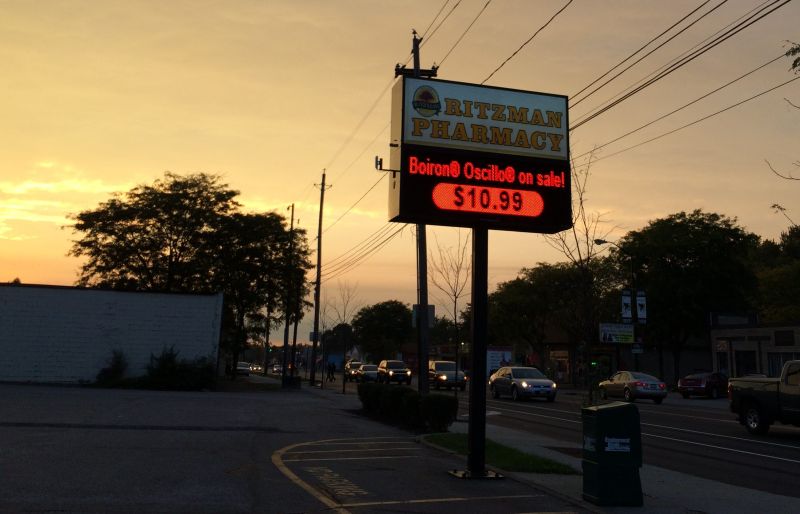 RITZMAN
PHARMACY
Boiron® Oscillo® on sale!
$10.99